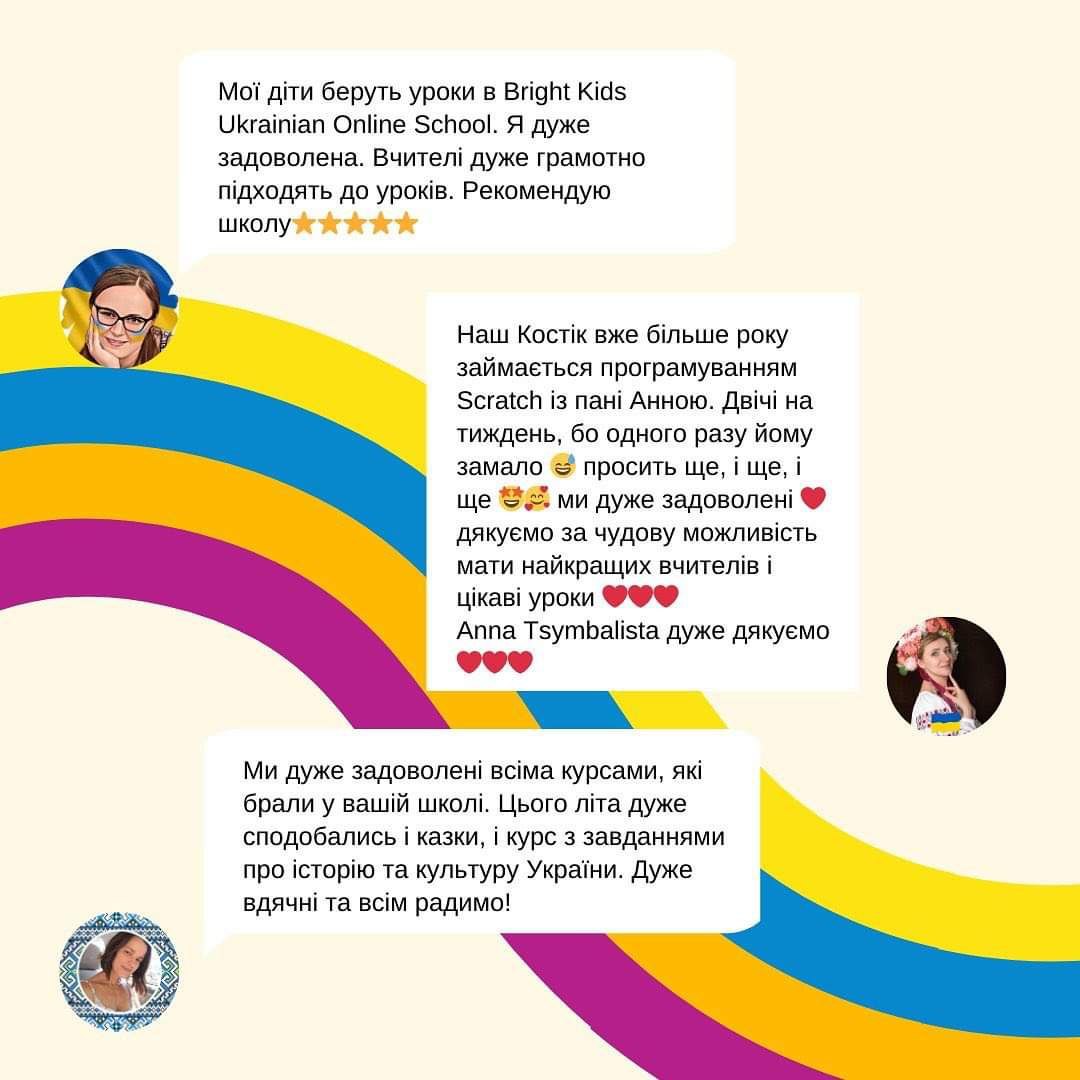 Мої діти беруть уроки в Bright Kids
Ukrainian Online School. Я дуже
задоволена. Вчителі дуже грамотно
підходять до уроків. Рекомендую
школу⭐⭐⭐⭐⭐
Наш Костік вже більше року
займається програмуванням
Scratch із пані Анною. Двічі на
тиждень, бо одного разу йому
замало 😅 просить ще, і ще, і
ще 🤩🥰 ми дуже задоволені ❤️
дякуємо за чудову можливість
мати найкращих вчителів і
цікаві уроки ❤️❤️❤️
Anna Tsymbalista дуже дякуємо
❤️❤️❤️
Ми дуже задоволені всіма курсами, які
брали у вашій школі. Цього літа дуже
сподобались і казки, і курс з завданнями
про історію та культуру України. Дуже
вдячні та всім радимо!